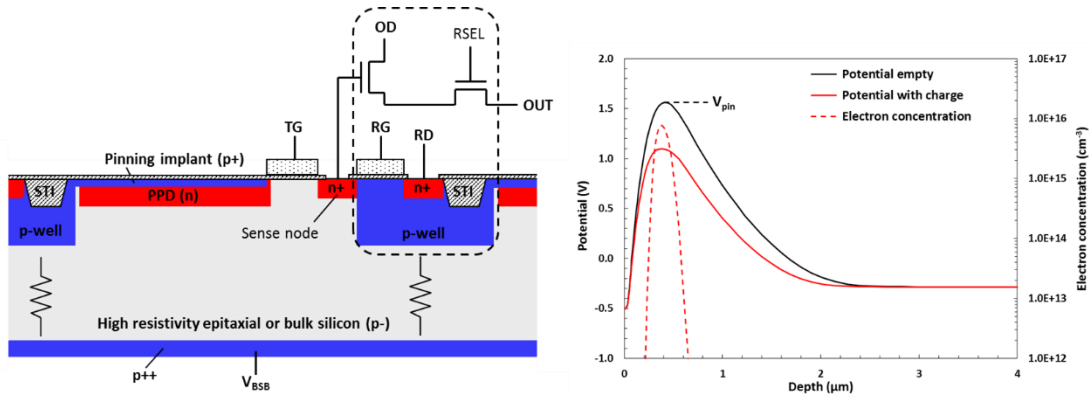 OD
RSEL
OUT
TG
RG
RD
Pinning implant (p+)
STI
PPD (n)
n+
n+
STI
p-well
Sense node
p-well
High resistivity epitaxial or bulk silicon (p-)
p++
VBSB
2.0
1.5
1.0
0.5
0.0
-0.5
-1.0
Potential (V)
Potential empty
Potential with charge
Electron concentration
Vpin
1.0E+17
1.0E+16
1.0E+15
1.0E+14
1.0E+13
1.0E+12
Electron concentration (cm-3)
0
1
2
3
4
Depth (μm)